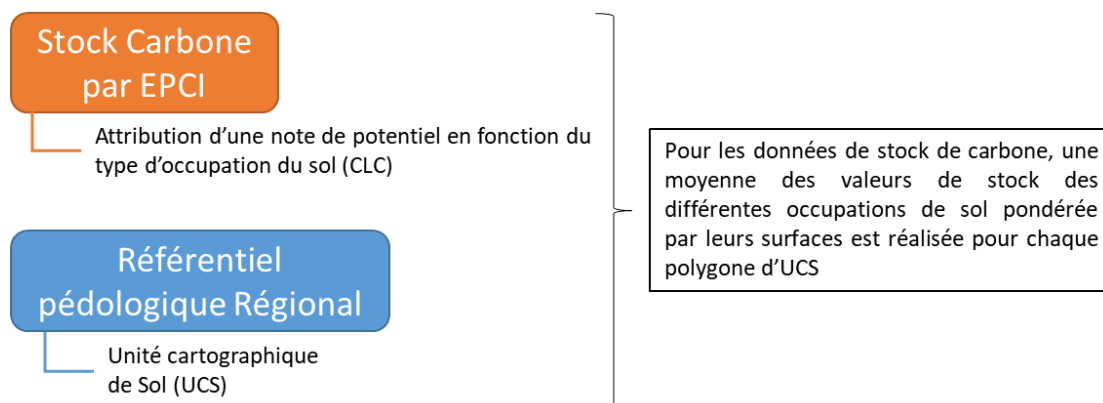 Stock Carbone
par EPCI
Attribution d’une note de potentiel en fonction du
type d’occupation du sol (CLC)
Référentiel
pédologique Régional
Unité cartographique
de Sol (UCS)
Pour les données de stock de carbone, une
moyenne des valeurs de stock des
différentes occupations de sol pondérée
par leurs surfaces est réalisée pour chaque
polygone d’UCS